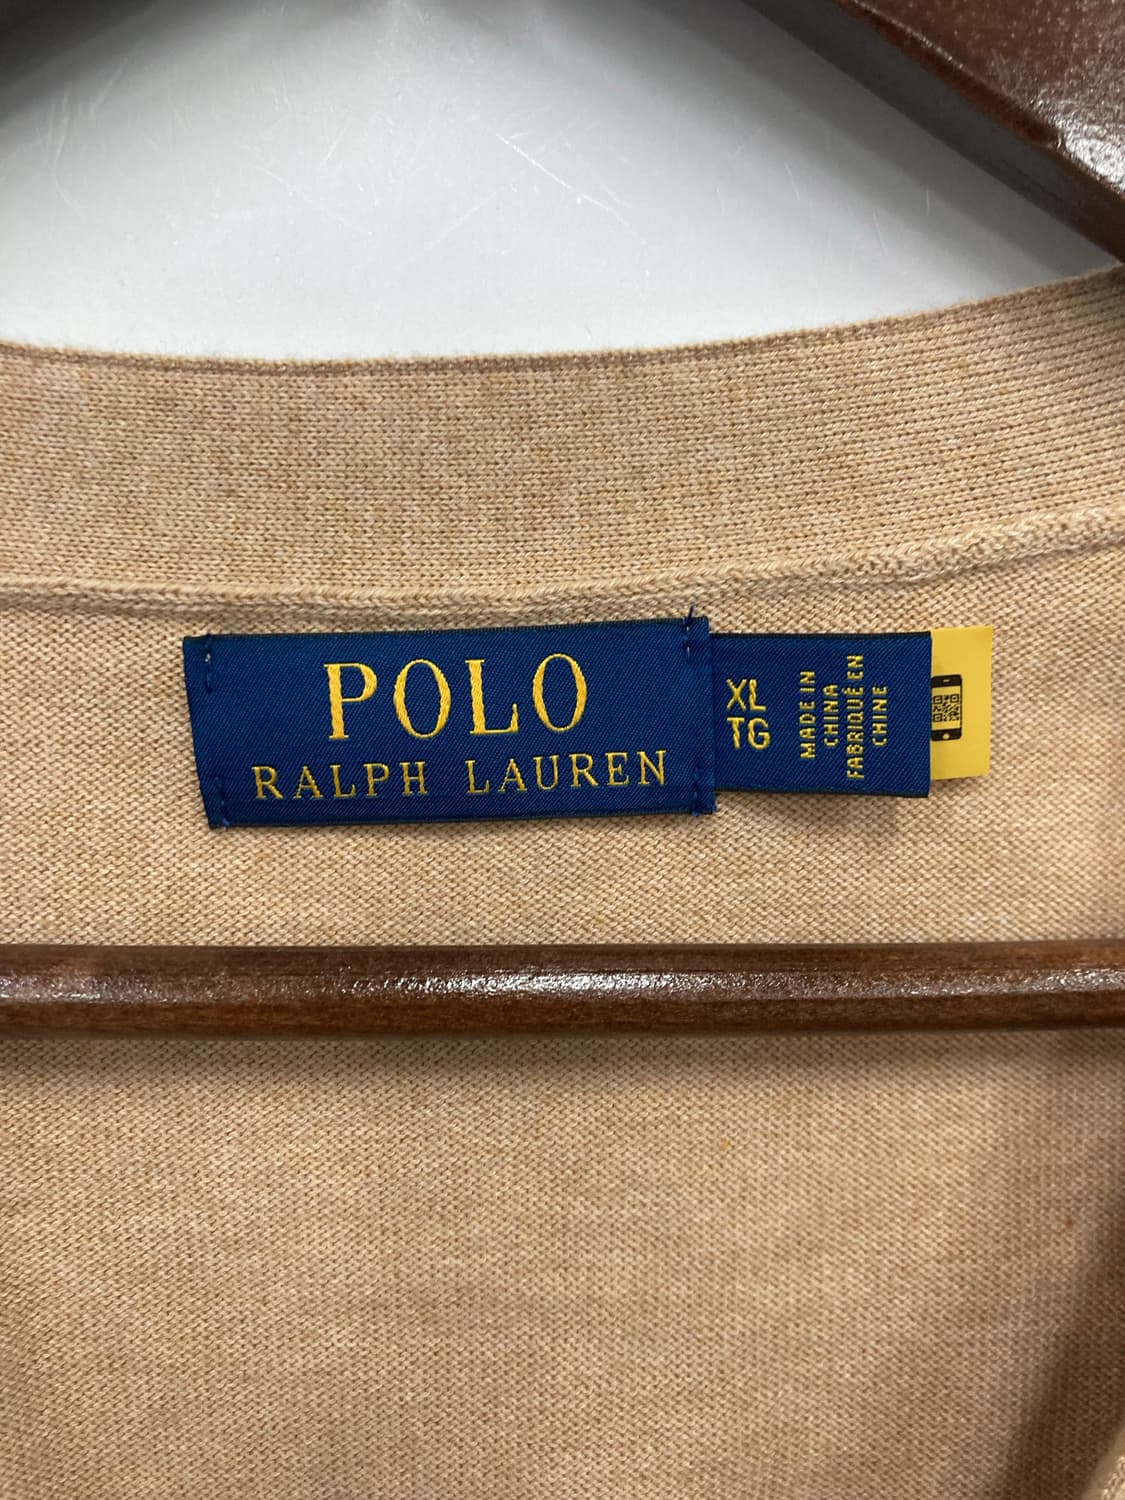 POLO
RALPH LAUREN
XL
TG
MADE IN
CHINA
FABRIQUÉ EN
CHINE